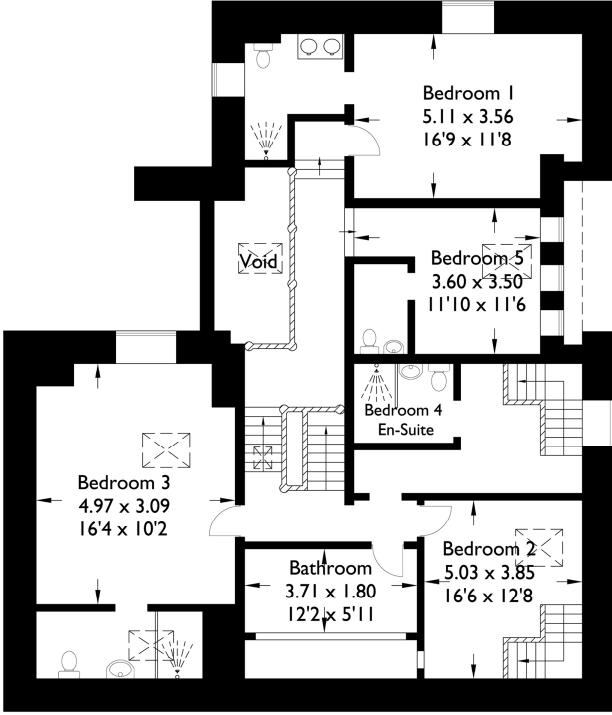 Bedroom 1
5.11 x 3.56
16'9 x 11'8
Void
Bedroom 5
3.60 x 3.50
11'10 x 11'6
Bedroom 4
En-Suite
Bedroom 3
4.97 x 3.09
16'4 x 10'2
Bathroom
3.71 x 1.80
12'2 x 5'11
Bedroom 2
5.03 x 3.85
16'6 x 12'8